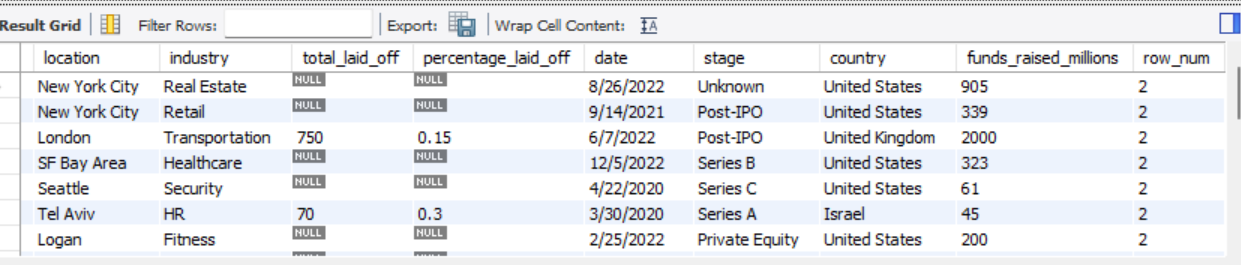 Result Grid Filter Rows: Export: Wrap Cell Content:
location industry total_laid_off percentage_laid_off date stage country funds_raised_millions row_num
New York City Real Estate NULL NULL 8/26/2022 Unknown United States 905 2
New York City Retail NULL NULL 9/14/2021 Post-IPO United States 339 2
London Transportation 750 0.15 6/7/2022 Post-IPO United Kingdom 2000 2
SF Bay Area Healthcare NULL NULL 12/5/2022 Series B United States 323 2
Seattle Security NULL NULL 4/22/2020 Series C United States 61 2
Tel Aviv HR 70 0.3 3/30/2020 Series A Israel 45 2
Logan Fitness NULL NULL 2/25/2022 Private Equity United States 200 2